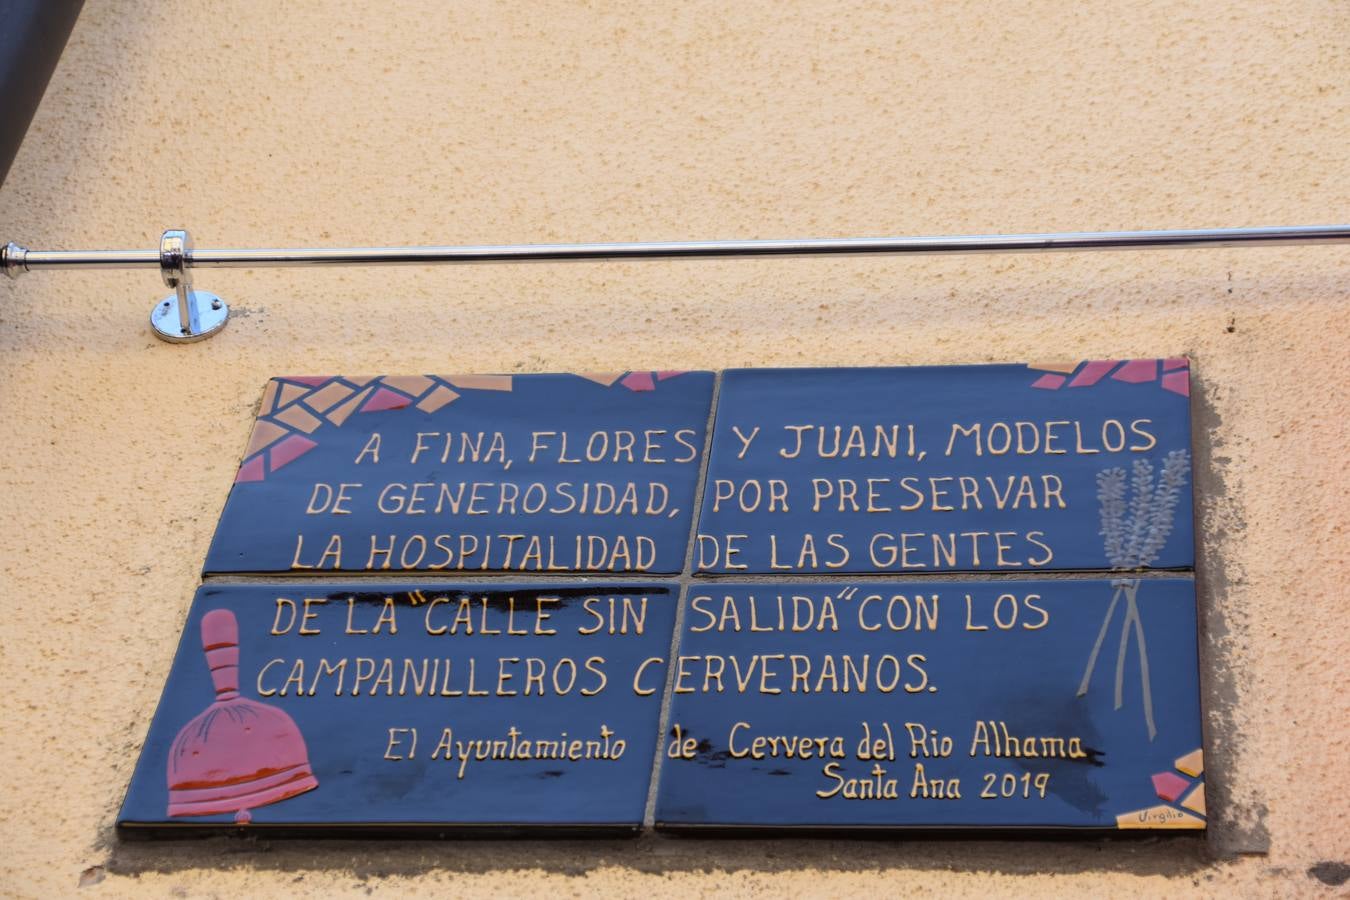 A FINA, FLORES Y JUANI, MODELOS
DE GENEROSIDAD, POR PRESERVAR
LA HOSPITALIDAD DE LAS GENTES
DE LA "CALLE SIN SALIDA" CON LOS
CAMPANILLEROS CERVERANOS.
El Ayuntamiento de Cervera del Rio Alhama
Santa Ana 2019
Virgilio